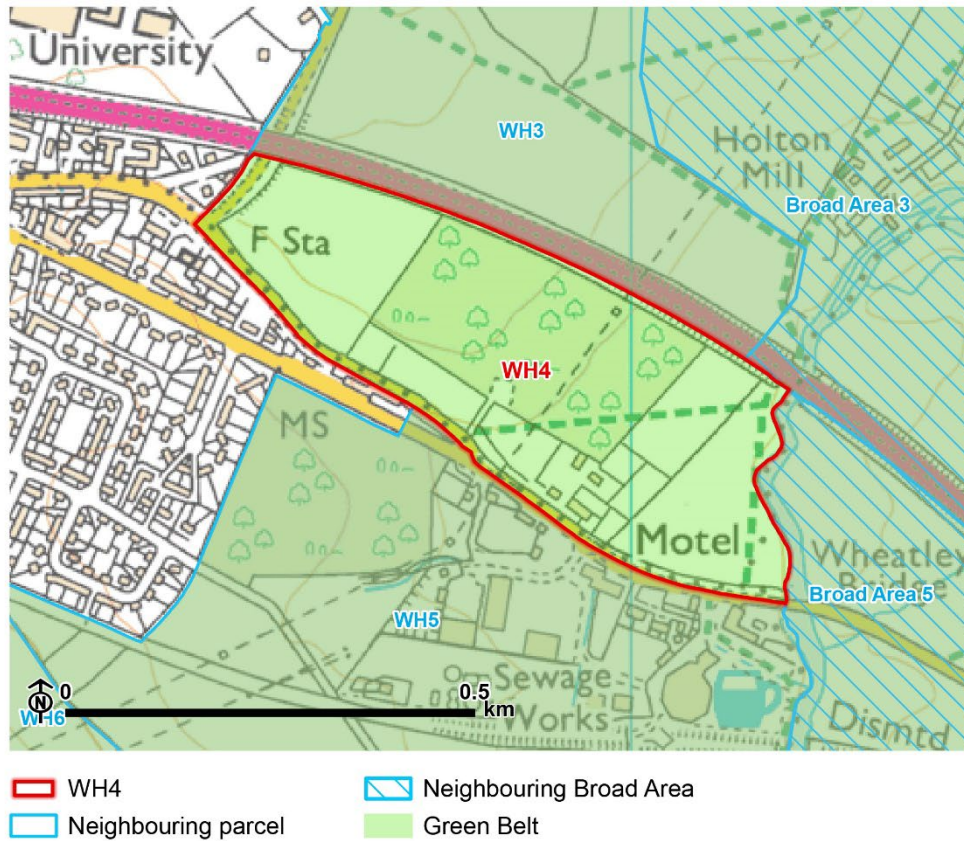 University
WH3
Holton
Mill
Broad Area 3
F Sta
WH4
MS
Motel
Wheatley
Bridge
Broad Area 5
WH5
Sewage
Works
Dismtd
WH6
N
0
0.5
km
WH4
Neighbouring Broad Area
Neighbouring parcel
Green Belt